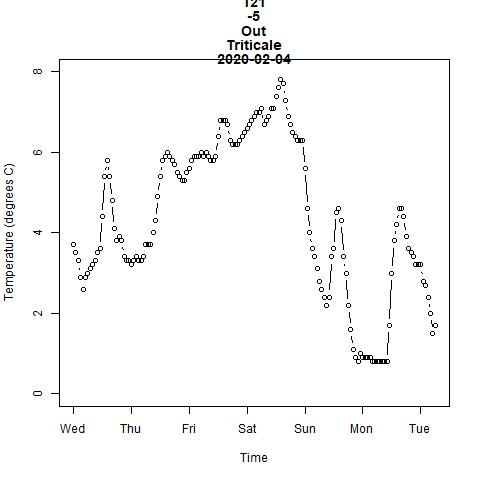 121
-5
Out
Triticale
2020-02-04
Temperature (degrees C)
8
6
4
2
0
Wed Thu Fri Sat Sun Mon Tue
Time